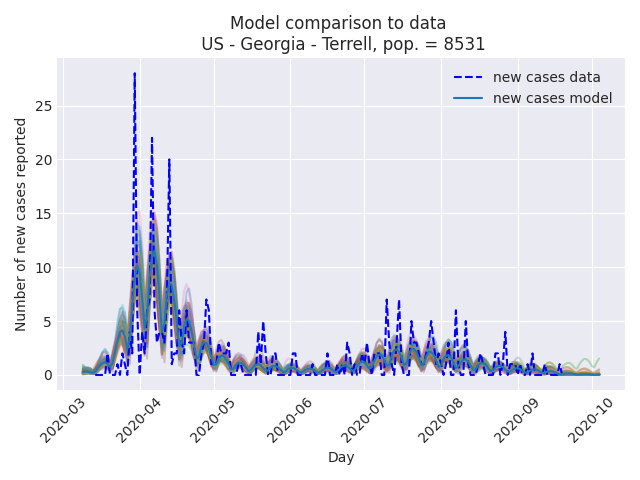 Model comparison to data
US - Georgia - Terrell, pop. = 8531
new cases data
new cases model
Number of new cases reported
25
20
15
10
5
0
2020-03
2020-04
2020-05
2020-06
2020-07
2020-08
2020-09
2020-10
Day